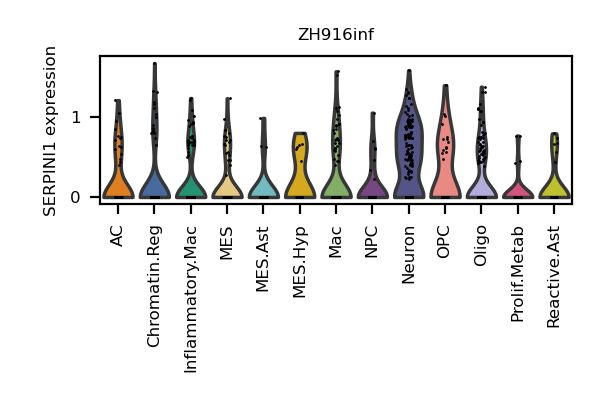 ZH916inf
SERPINI1 expression
1
0
AC
Chromatin.Reg
Inflammatory.Mac
MES
MES.Ast
MES.Hyp
Mac
NPC
Neuron
OPC
Oligo
Prolif.Metab
Reactive.Ast